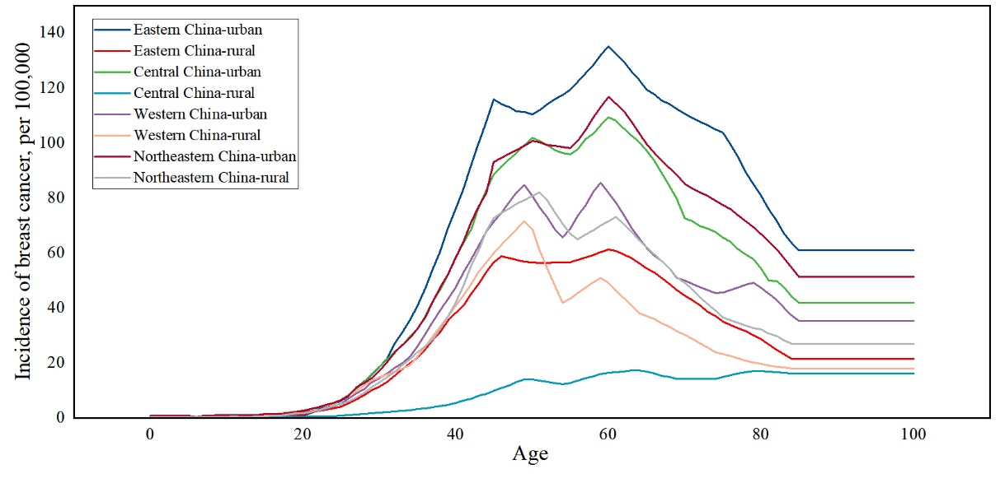 Incidence of breast cancer, per 100,000
140
120
100
80
60
40
20
0
Eastern China-urban
Eastern China-rural
Central China-urban
Central China-rural
Western China-urban
Western China-rural
Northeastern China-urban
Northeastern China-rural
0 20 40 60 80 100
Age